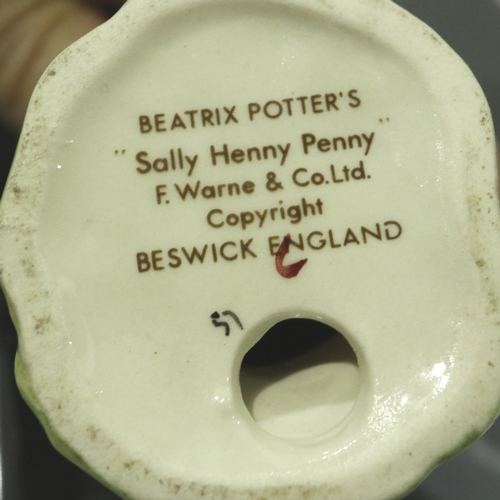 BEATRIX POTTER'S
"Sally Henny Penny"
F. Warne & Co. Ltd.
Copyright
BESWICK ENGLAND